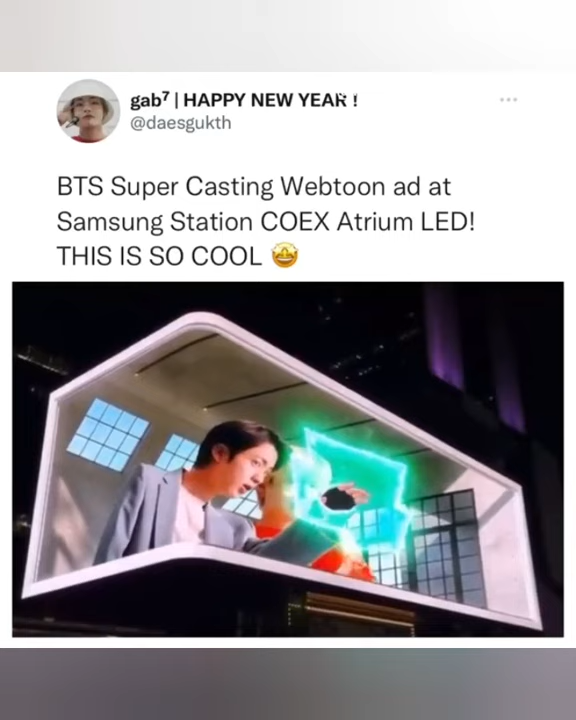 gab⁷ | HAPPY NEW YEAR !
@daesgukth
BTS Super Casting Webtoon ad at
Samsung Station COEX Atrium LED!
THIS IS SO COOL 🤩